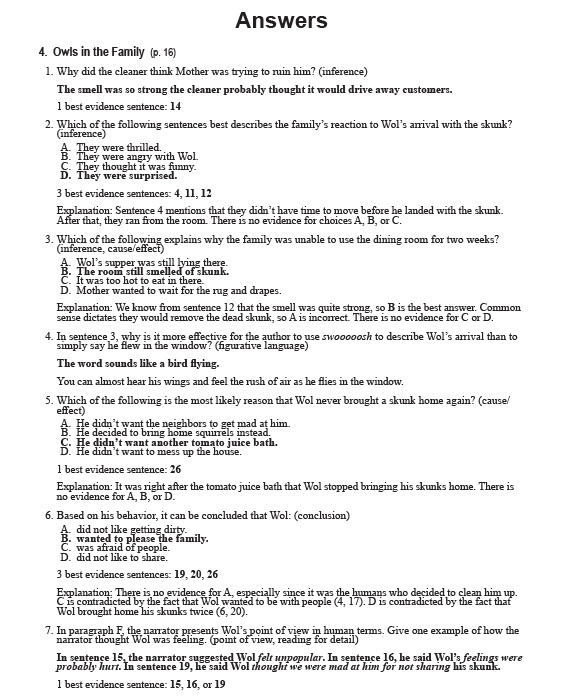 Answers
4. Owls in the Family (p. 16)
1. Why did the cleaner think Mother was trying to ruin him? (inference)
The smell was so strong the cleaner probably thought it would drive away customers.
1 best evidence sentence: 14
2. Which of the following sentences best describes the family's reaction to Wol's arrival with the skunk?
(inference)
A. They were thrilled.
B. They were angry with Wol.
C. They thought it was funny.
D. They were surprised.
3 best evidence sentences: 4, 11, 12
Explanation: Sentence 4 mentions that they didn't have time to move before he landed with the skunk.
After that, they ran from the room. There is no evidence for choices A, B, or C.
3. Which of the following explains why the family was unable to use the dining room for two weeks?
(inference, cause/effect)
A. Wol's supper was still lying there.
B. The room still smelled of skunk.
C. It was too hot to eat in there.
D. Mother wanted to wait for the rug and drapes.
Explanation: We know from sentence 12 that the smell was quite strong, so B is the best answer. Common
sense dictates they would remove the dead skunk, so A is incorrect. There is no evidence for C or D.
4. In sentence 3, why is it more effective for the author to use swooooosh to describe Wol's arrival than to
simply say he flew in the window? (figurative language)
The word sounds like a bird flying.
You can almost hear his wings and feel the rush of air as he flies in the window.
5. Which of the following is the most likely reason that Wol never brought a skunk home again? (cause/
effect)
A. He didn't want the neighbors to get mad at him.
B. He decided to bring home squirrels instead.
C. He didn't want another tomato juice bath.
D. He didn't want to mess up the house.
1 best evidence sentence: 26
Explanation: It was right after the tomato juice bath that Wol stopped bringing his skunks home. There is
no evidence for A, B, or D.
6. Based on his behavior, it can be concluded that Wol: (conclusion)
A. did not like getting dirty.
B. wanted to please the family.
C. was afraid of people.
D. did not like to share.
3 best evidence sentences: 19, 20, 26
Explanation: There is no evidence for A, especially since it was the humans who decided to clean him up.
C is contradicted by the fact that Wol wanted to be with people (4, 17). D is contradicted by the fact that
Wol brought home his skunks twice (6, 20).
7. In paragraph F, the narrator presents Wol's point of view in human terms. Give one example of how the
narrator thought Wol was feeling. (point of view, reading for detail)
In sentence 15, the narrator suggested Wol felt unpopular. In sentence 16, he said Wol's feelings were
probably hurt. In sentence 19, he said Wol thought we were mad at him for not sharing his skunk.
1 best evidence sentence: 15, 16, or 19